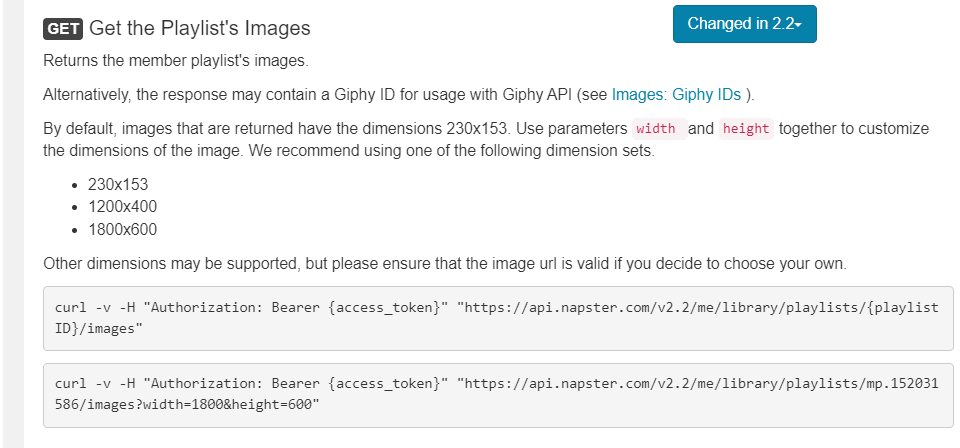 GET Get the Playlist's Images
Changed in 2.2
Returns the member playlist's images.
Alternatively, the response may contain a Giphy ID for usage with Giphy API (see Images: Giphy IDs ).
By default, images that are returned have the dimensions 230x153. Use parameters width and height together to customize
the dimensions of the image. We recommend using one of the following dimension sets.
• 230x153
• 1200x400
• 1800x600
Other dimensions may be supported, but please ensure that the image url is valid if you decide to choose your own.
curl -v -H "Authorization: Bearer {access_token}" "https://api.napster.com/v2.2/me/library/playlists/{playlist
ID}/images"
curl -v -H "Authorization: Bearer {access_token}" "https://api.napster.com/v2.2/me/library/playlists/mp.152031
586/images?width=1800&height=600"